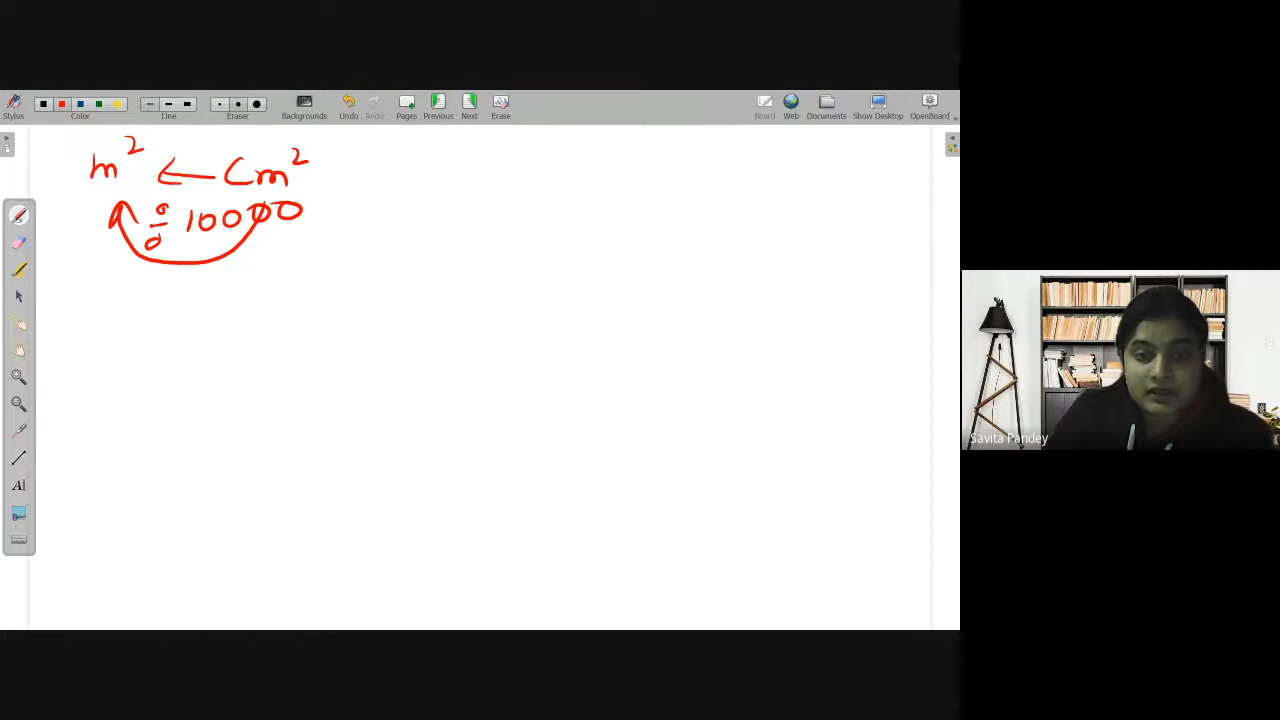 Stylus
Color
Line
Eraser
Backgrounds
Undo
Redo
Pages
Previous
Next
Erase
Board
Web
Documents
Show Desktop
OpenBoard
m² ← Cm²
÷ 10000
Savita Pandey